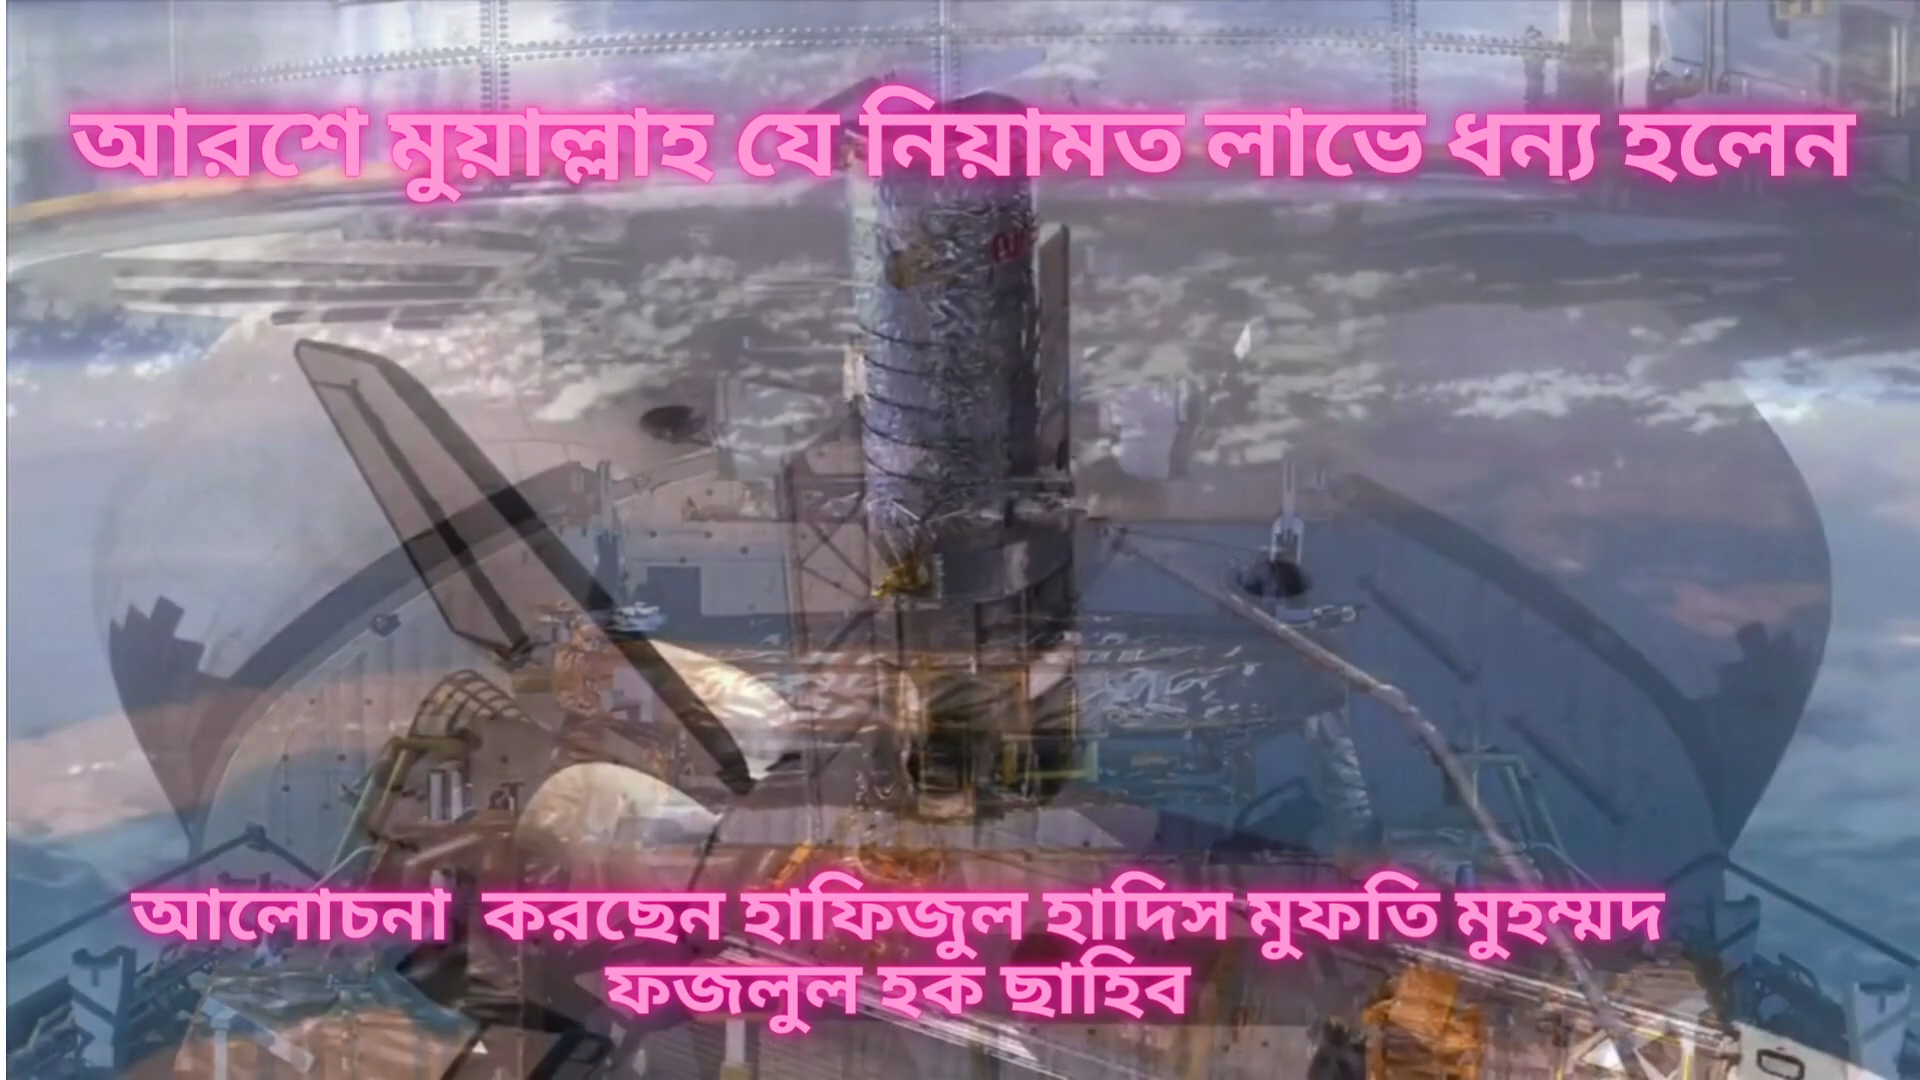 আরশে মুয়াল্লাহ যে নিয়ামত লাভে ধন্য হলেন
আলোচনা করছেন হাফিজুল হাদিস মুফতি মুহম্মদ
ফজলুল হক ছাহিব